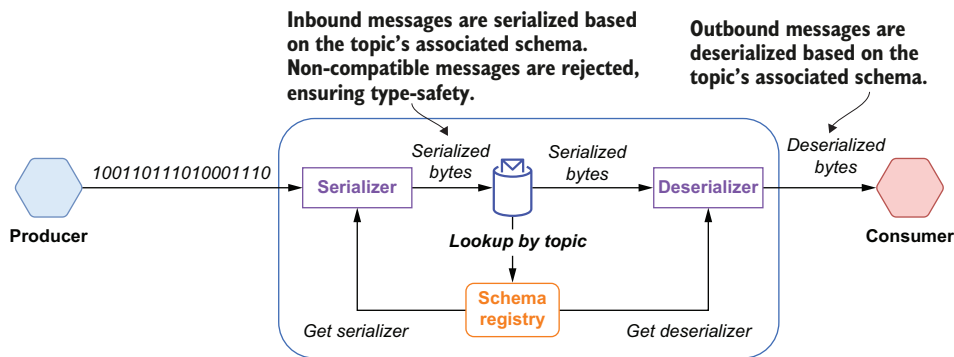 Inbound messages are serialized based
on the topic's associated schema.
Non-compatible messages are rejected,
ensuring type-safety.
Outbound messages are
deserialized based on the
topic's associated schema.
100110111010001110
Serialized
bytes
Serialized
bytes
Deserialized
bytes
Serializer
Deserializer
Producer
Consumer
Lookup by topic
Schema
registry
Get serializer
Get deserializer